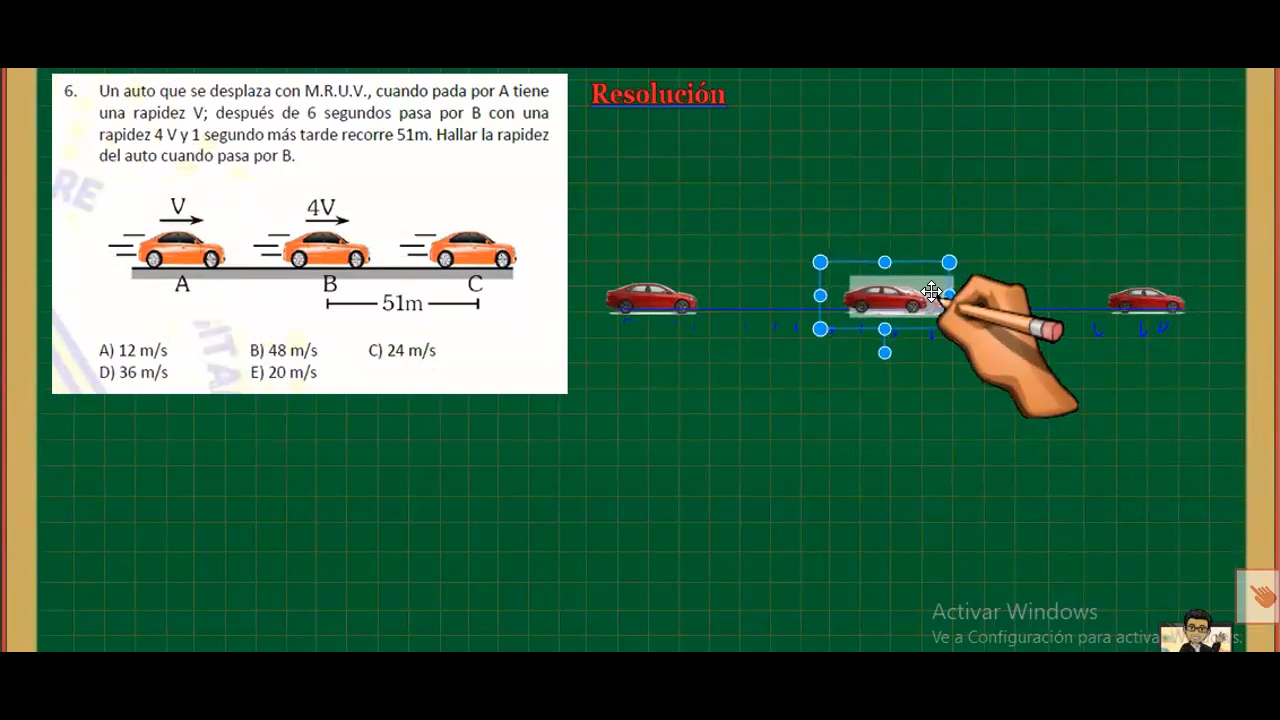 6. Un auto que se desplaza con M.R.U.V., cuando pada por A tiene
una rapidez V; después de 6 segundos pasa por B con una
rapidez 4 V y 1 segundo más tarde recorre 51m. Hallar la rapidez
del auto cuando pasa por B.
V 4V
A B C
51m
A) 12 m/s B) 48 m/s C) 24 m/s
D) 36 m/s E) 20 m/s
Resolución
Activar Windows
Ve a Configuración para activar Windows.